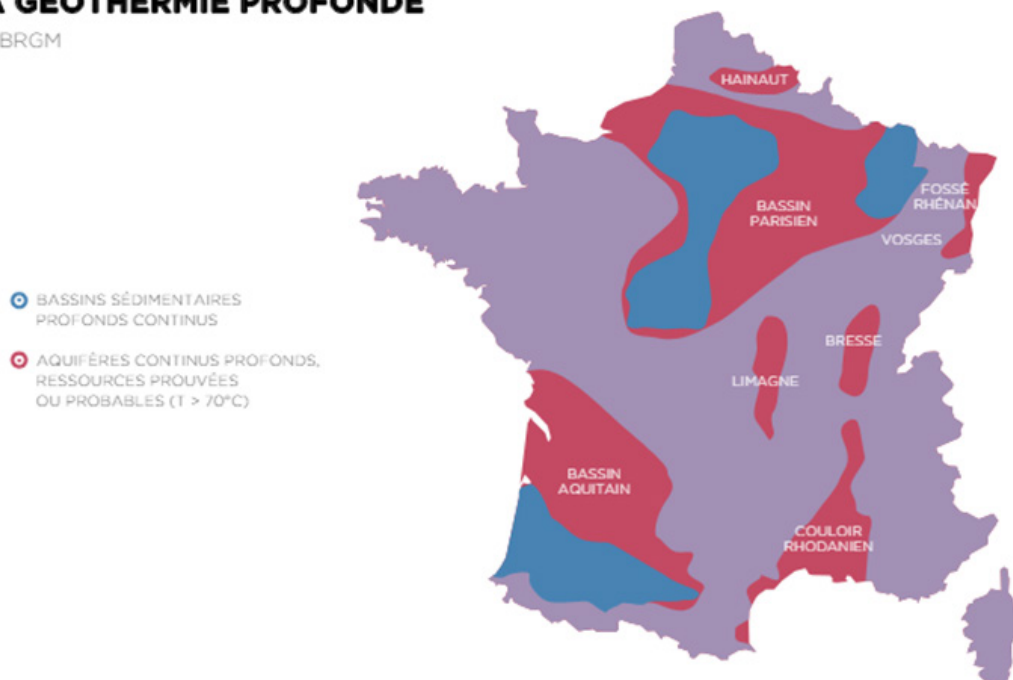 A GÉOTHERMIE PROFONDE
BRGM
HAINAUT
FOSSÉ
RHÉNAN
BASSIN
PARISIEN
VOSGES
BASSINS SÉDIMENTAIRES
PROFONDS CONTINUS
AQUIFÈRES CONTINUS PROFONDS,
RESSOURCES PROUVÉES
OU PROBABLES (T > 70°C)
BRESSE
LIMAGNE
BASSIN
AQUITAIN
COULOIR
RHODANIEN